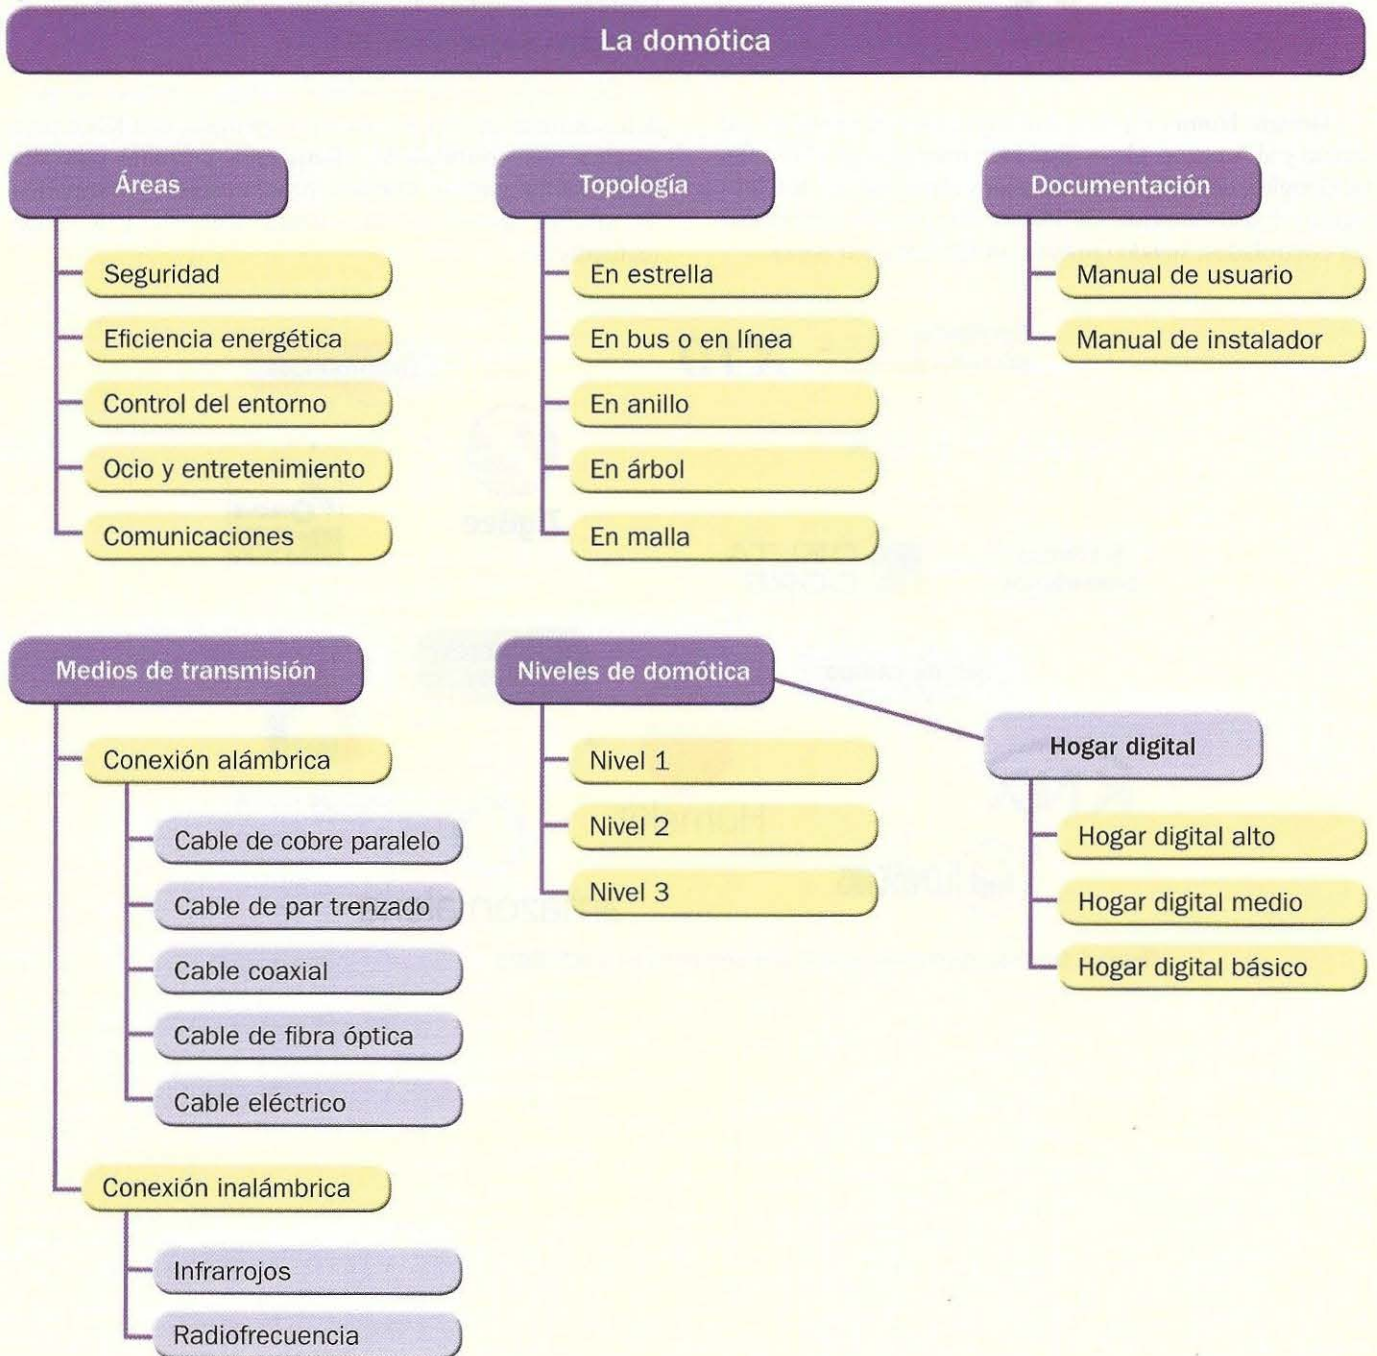 La domótica
Áreas
Seguridad
Eficiencia energética
Control del entorno
Ocio y entretenimiento
Comunicaciones
Topología
En estrella
En bus o en línea
En anillo
En árbol
En malla
Documentación
Manual de usuario
Manual de instalador
Medios de transmisión
Conexión alámbrica
Cable de cobre paralelo
Cable de par trenzado
Cable coaxial
Cable de fibra óptica
Cable eléctrico
Conexión inalámbrica
Infrarrojos
Radiofrecuencia
Niveles de domótica
Nivel 1
Nivel 2
Nivel 3
Hogar digital
Hogar digital alto
Hogar digital medio
Hogar digital básico